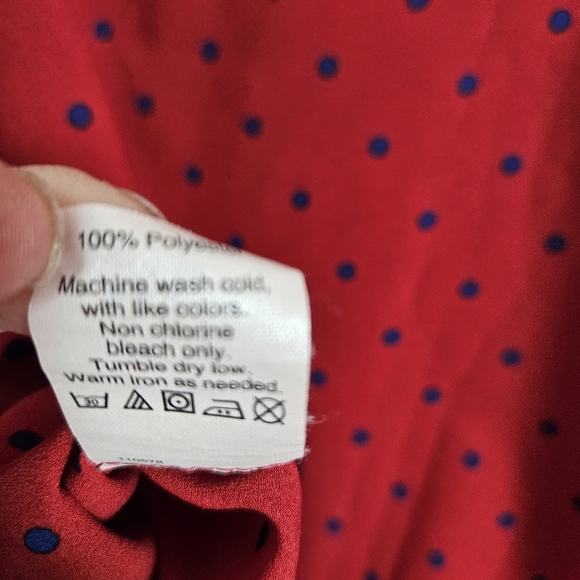 100% Polyester
Machine wash cold,
with like colors.
Non chlorine
bleach only.
Tumble dry low.
Warm iron as needed.
30